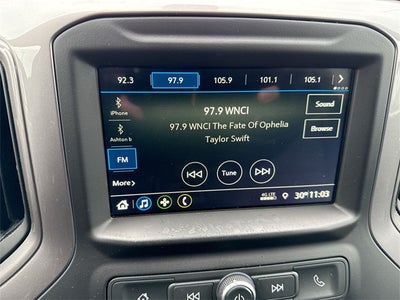 92.3 97.9 105.9 101.1 105.1
iPhone
97.9 WNCI
Sound
97.9 WNCI The Fate Of Ophelia
Ashton b
Browse
Taylor Swift
FM
Tune
More>
4G LTE
30° 11:03